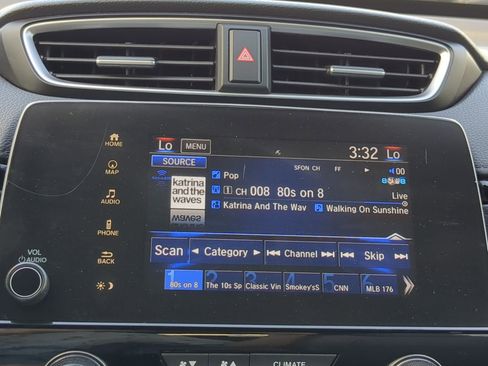 Lo MENU 3:32 Lo
SOURCE SFON CH FF
HOME
Pop 00
MAP
katrina
and the
waves
1 CH 008 80s on 8 Live
AUDIO
Katrina And The Wav Walking On Sunshine
PHONE
Scan Category Channel Skip
BACK
VOL
AUDIO
1 2 3 4 5 6
80s on 8 The 10s Sp Classic Vin Smokey'sS CNN MLB 176
CLIMATE